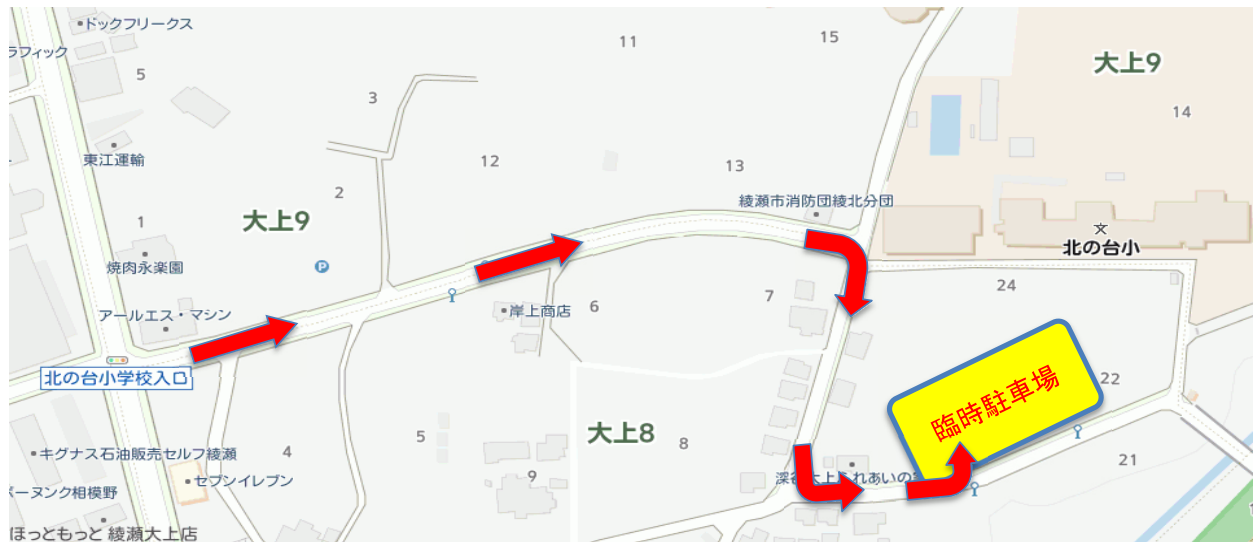 ドックフリークス
ラフィック
5
11
15
大上9
14
3
東江運輸
12
13
2
綾瀬市消防団綾北分団
1
大上9
文
北の台小
焼肉永楽園
P
24
7
6
アールエス・マシン
岸上商店
北の台小学校入口
22
臨時駐車場
大上8
5
8
4
キグナス石油販売セルフ綾瀬
21
9
セブンイレブン
ボーヌンク相模野
ほっともっと 綾瀬大上店